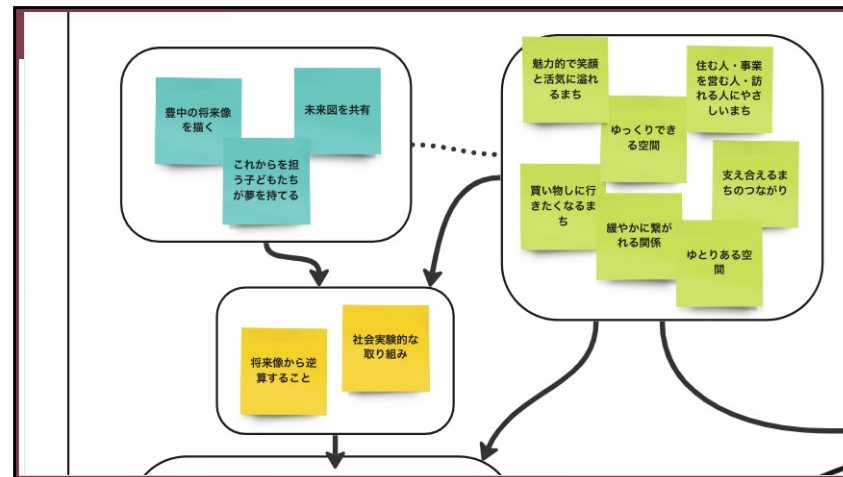 豊中の将来像
を描く
未来図を共有
これからを担
う子どもたち
が夢を持てる
魅力的で笑顔
と活気に溢れ
るまち
住む人・事業
を営む人・訪
れる人にやさ
しいまち
ゆっくりでき
る空間
支え合えるま
ちのつながり
買い物しに行
きたくなるま
ち
緩やかに繋が
れる関係
ゆとりある空
間
将来像から逆
算すること
社会実験的な
取り組み